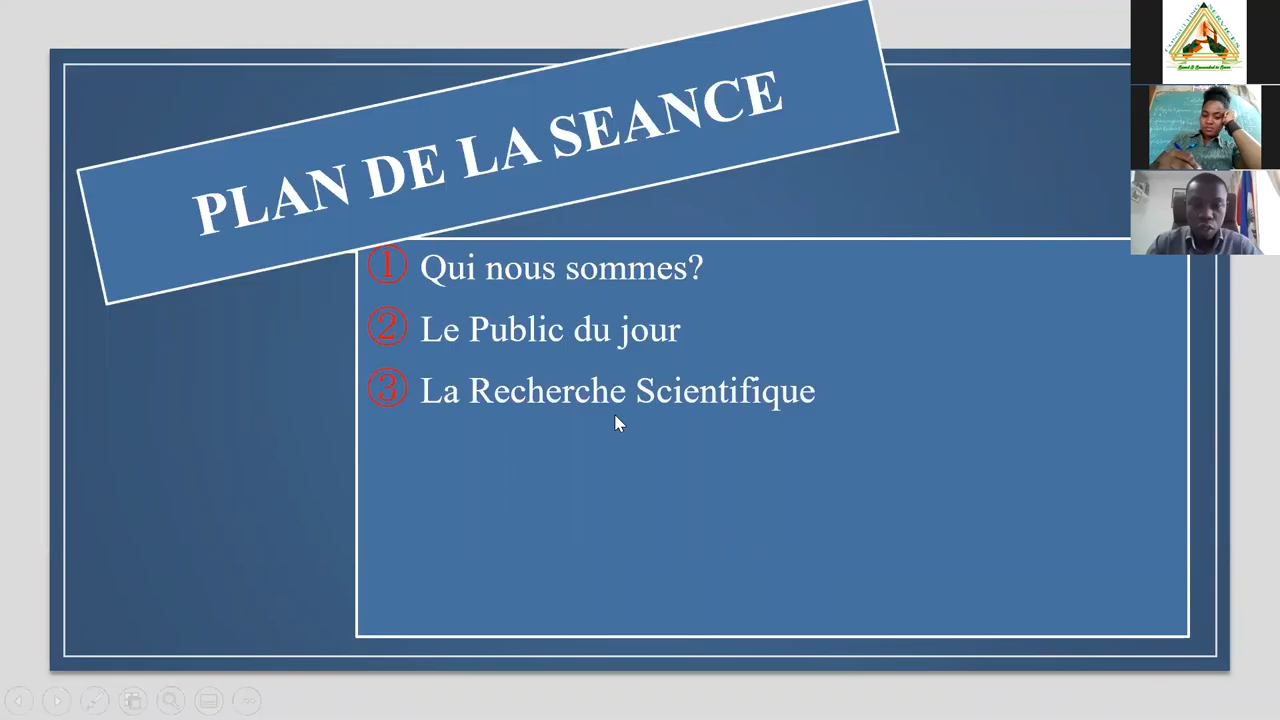 PLAN DE LA SEANCE
① Qui nous sommes?
② Le Public du jour
③ La Recherche Scientifique